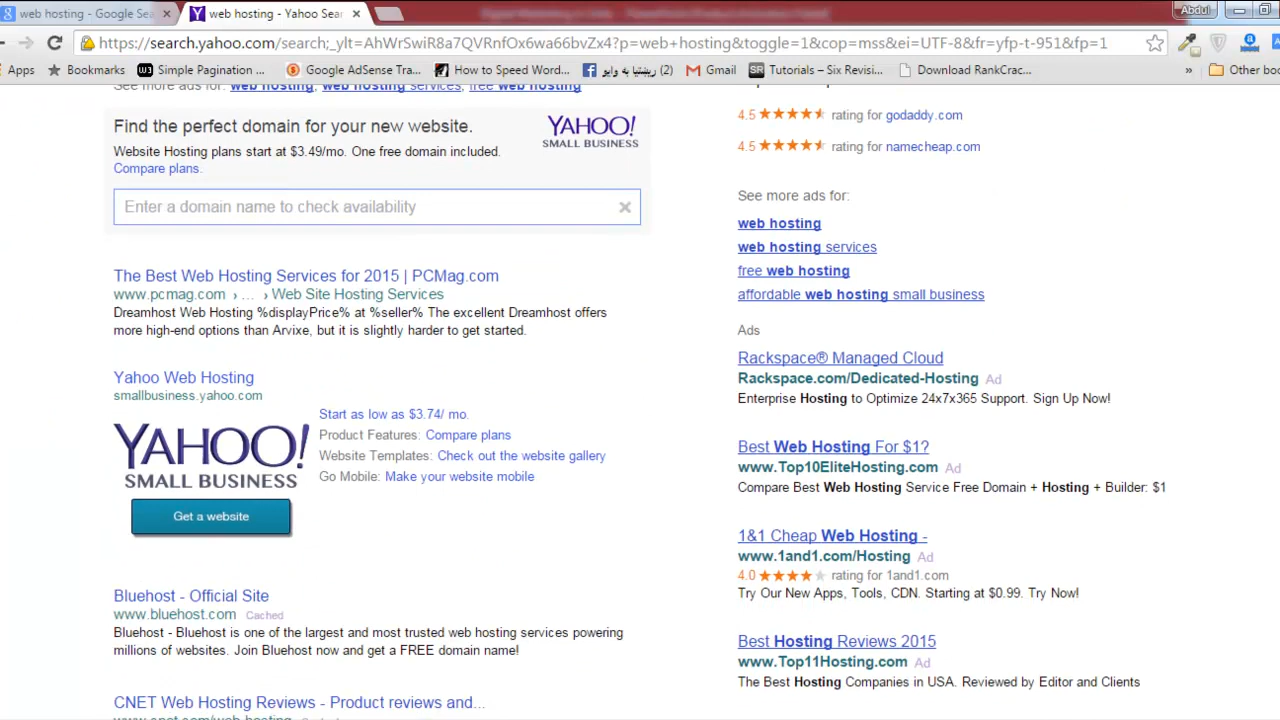 web hosting - Google Sea
web hosting - Yahoo Sear
Abdul
https://search.yahoo.com/search;_ylt=AhWrSwiR8a7QVRnfOx6wa66bvZx4?p=web+hosting&toggle=1&cop=mss&ei=UTF-8&fr=yfp-t-951&fp=1
Apps
Bookmarks
W3 Simple Pagination ...
Google AdSense Tra...
How to Speed Word...
(2) ریښتیا به وایو
Gmail
SR Tutorials – Six Revisi...
Download RankCrac...
»
Other boo
See more ads for: web hosting, web hosting services, free web hosting
Find the perfect domain for your new website.
Website Hosting plans start at $3.49/mo. One free domain included.
Compare plans.
YAHOO!
SMALL BUSINESS
Enter a domain name to check availability
The Best Web Hosting Services for 2015 | PCMag.com
www.pcmag.com › ... › Web Site Hosting Services
Dreamhost Web Hosting %displayPrice% at %seller% The excellent Dreamhost offers
more high-end options than Arvixe, but it is slightly harder to get started.
Yahoo Web Hosting
smallbusiness.yahoo.com
YAHOO!
SMALL BUSINESS
Get a website
Start as low as $3.74/ mo.
Product Features: Compare plans
Website Templates: Check out the website gallery
Go Mobile: Make your website mobile
Bluehost - Official Site
www.bluehost.com Cached
Bluehost - Bluehost is one of the largest and most trusted web hosting services powering
millions of websites. Join Bluehost now and get a FREE domain name!
CNET Web Hosting Reviews - Product reviews and...
www.cnet.com/web-hosting Cached
4.5 ★★★★ rating for godaddy.com
4.5 ★★★★ rating for namecheap.com
See more ads for:
web hosting
web hosting services
free web hosting
affordable web hosting small business
Ads
Rackspace® Managed Cloud
Rackspace.com/Dedicated-Hosting Ad
Enterprise Hosting to Optimize 24x7x365 Support. Sign Up Now!
Best Web Hosting For $1?
www.Top10EliteHosting.com Ad
Compare Best Web Hosting Service Free Domain + Hosting + Builder: $1
1&1 Cheap Web Hosting -
www.1and1.com/Hosting Ad
4.0 ★★★★ rating for 1and1.com
Try Our New Apps, Tools, CDN. Starting at $0.99. Try Now!
Best Hosting Reviews 2015
www.Top11Hosting.com Ad
The Best Hosting Companies in USA. Reviewed by Editor and Clients